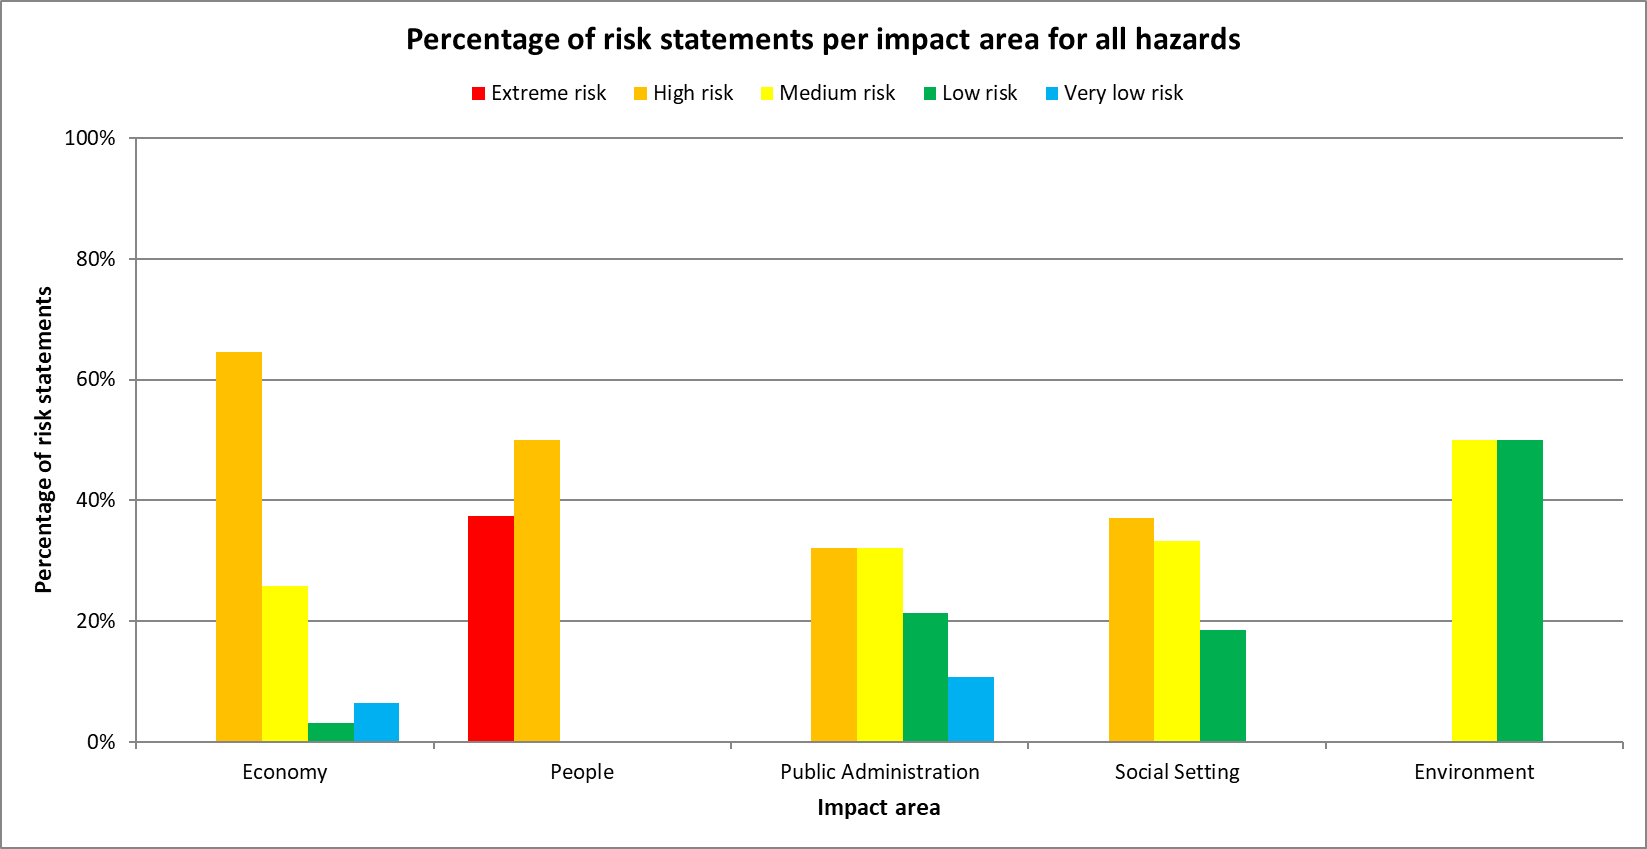 Percentage of risk statements per impact area for all hazards
Extreme risk High risk Medium risk Low risk Very low risk
100%
80%
60%
40%
20%
0%
Percentage of risk statements
Economy People Public Administration Social Setting Environment
Impact area